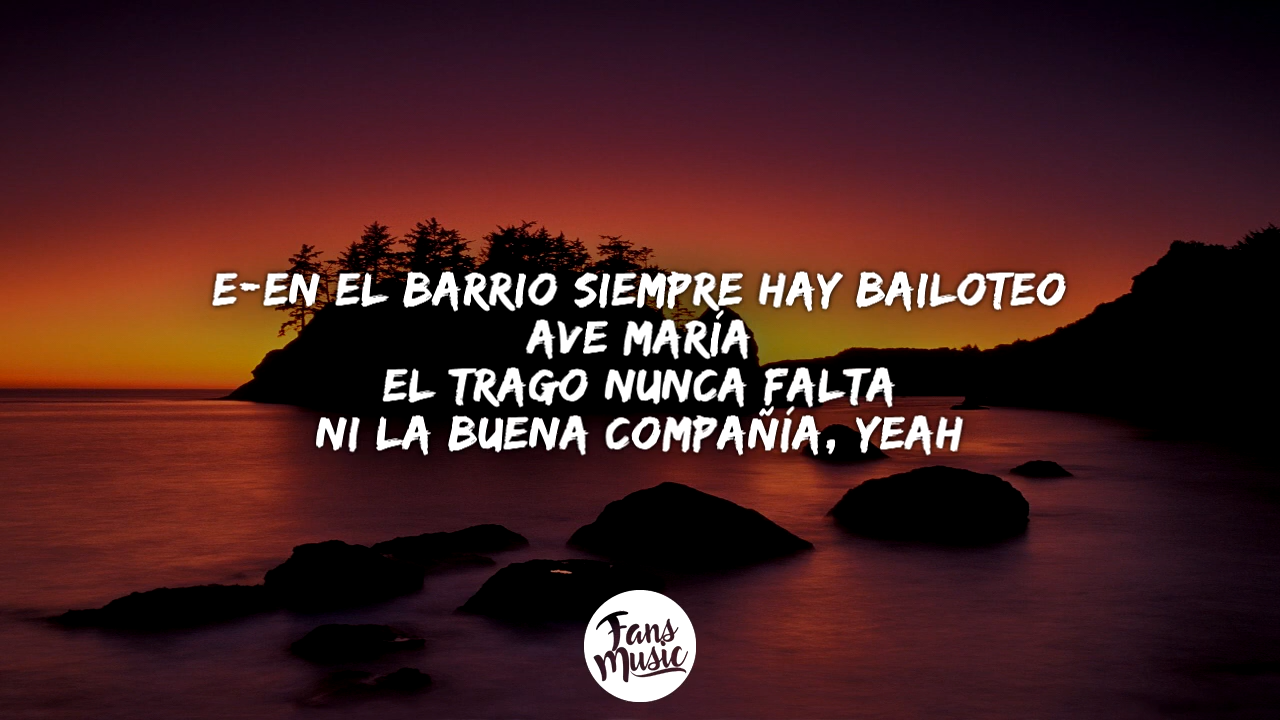 E-EN EL BARRIO SIEMPRE HAY BAILOTEO
AVE MARÍA
EL TRAGO NUNCA FALTA
NI LA BUENA COMPAÑÍA, YEAH
Fans
Music